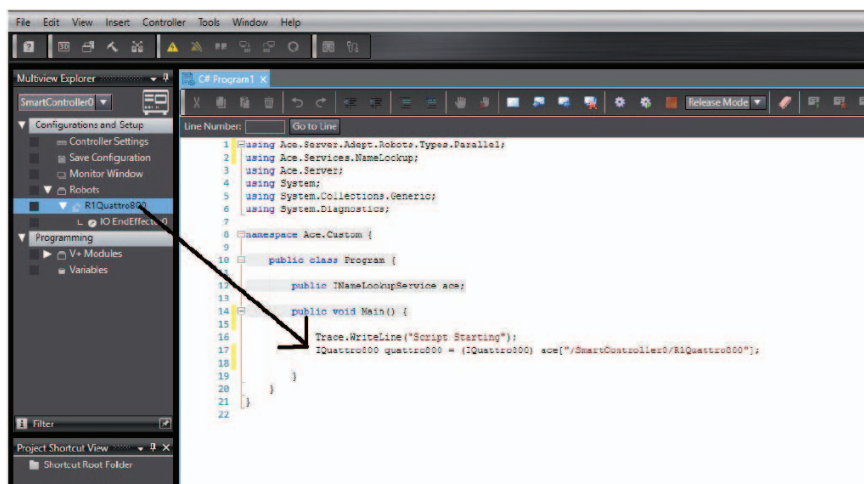 File Edit View Insert Controller Tools Window Help
Multiview Explorer
C# Program1 ×
SmartController0
Release Mode
Line Number: Go to Line
Configurations and Setup
Controller Settings
Save Configuration
Monitor Window
Robots
R1Quattro800
IO EndEffector0
Programming
V+ Modules
Variables
Filter
Project Shortcut View
Shortcut Root Folder
1 using Ace.Server.Adept.Robots.Types.Parallel;
2 using Ace.Services.NameLookup;
3 using Ace.Server;
4 using System;
5 using System.Collections.Generic;
6 using System.Diagnostics;
7
8 namespace Ace.Custom {
9
10 public class Program {
11
12 public INameLookupService ace;
13
14 public void Main() {
15
16 Trace.WriteLine("Script Starting");
17 IQuattro800 quattro800 = (IQuattro800) ace["/SmartController0/R1Quattro800"];
18
19 }
20 }
21 }
22